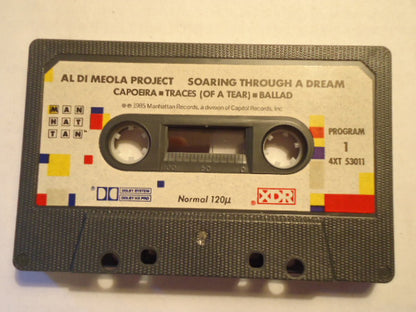 AL DI MEOLA PROJECT SOARING THROUGH A DREAM
CAPOEIRA ■ TRACES (OF A TEAR) ■ BALLAD
℗ © 1985 Manhattan Records, a division of Capitol Records, Inc
MAN
HAT
TAN™
PROGRAM
1
4XT 53011
DOLBY SYSTEM
DOLBY HX PRO
Normal 120µ
XDR®